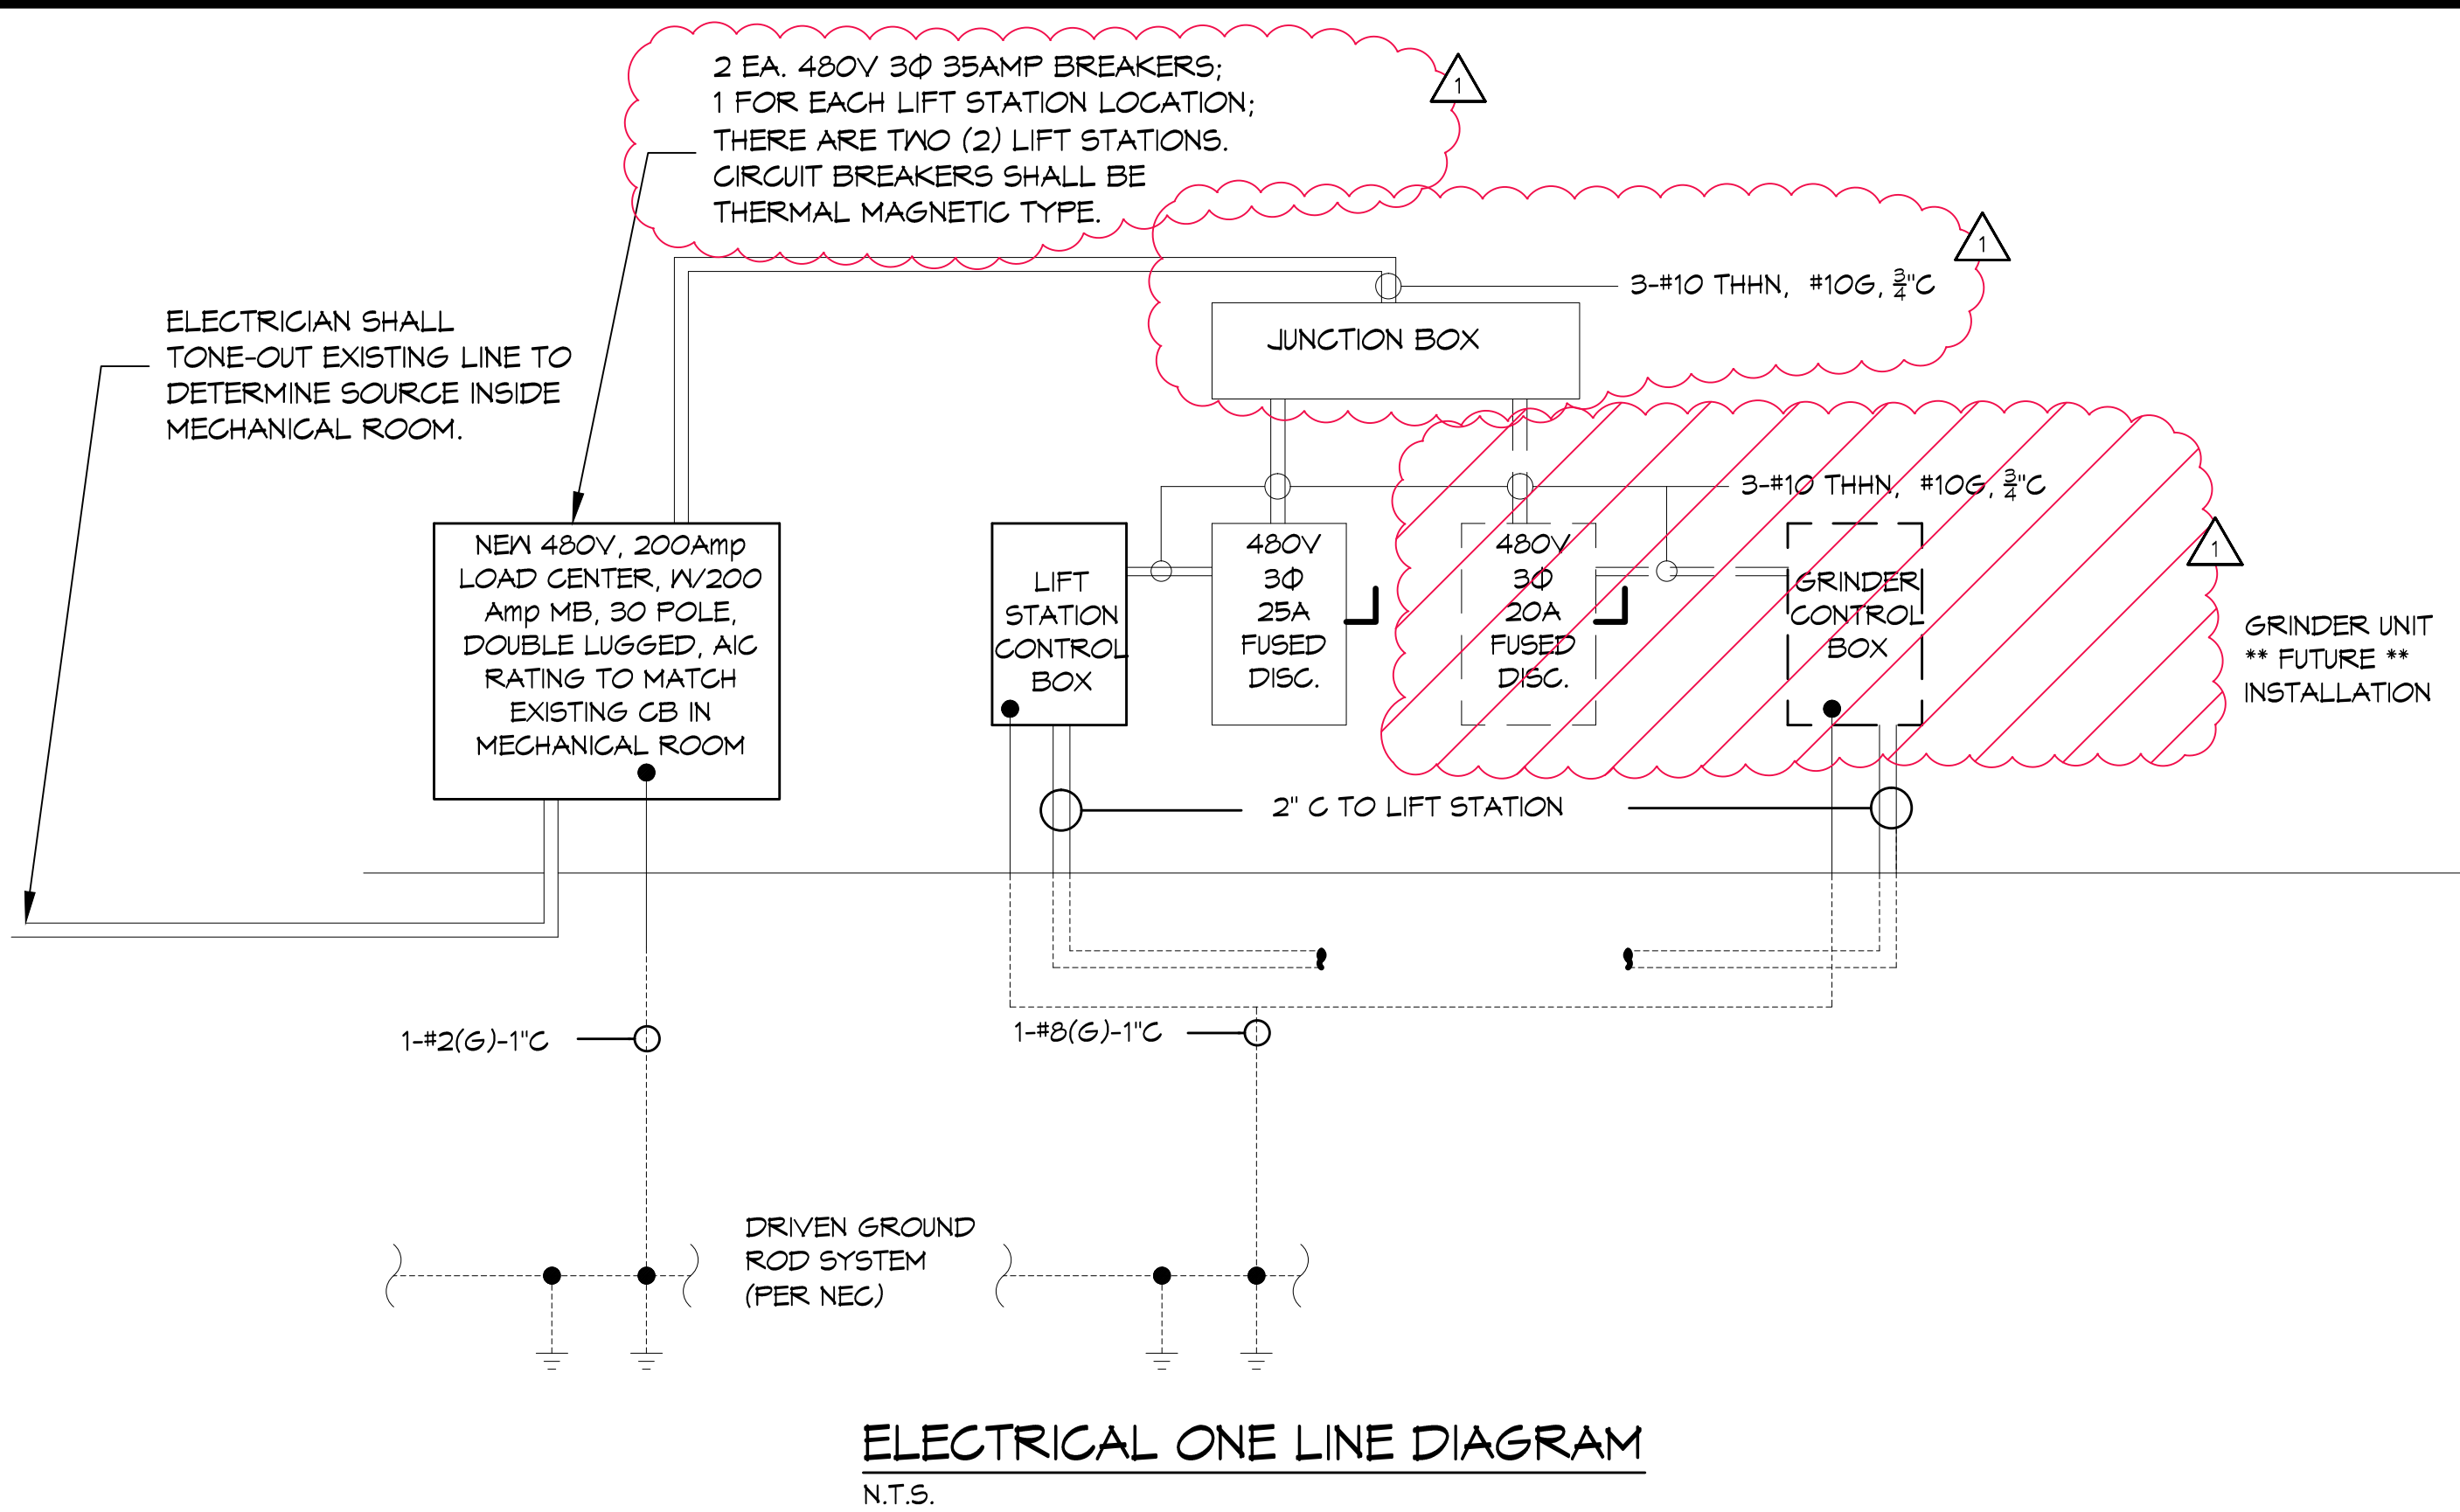 2 EA. 480V 3Φ 35AMP BREAKERS;
1 FOR EACH LIFT STATION LOCATION;
THERE ARE TWO (2) LIFT STATIONS.
CIRCUIT BREAKERS SHALL BE
THERMAL MAGNETIC TYPE.
1
1
3-#10 THHN, #10G, 3/4"C
JUNCTION BOX
ELECTRICIAN SHALL
TONE-OUT EXISTING LINE TO
DETERMINE SOURCE INSIDE
MECHANICAL ROOM.
3-#10 THHN, #10G, 3/4"C
NEW 480V, 200Amp
LOAD CENTER, W/200
Amp MB, 30 POLE,
DOUBLE LUGGED, AIC
RATING TO MATCH
EXISTING CB IN
MECHANICAL ROOM
LIFT
STATION
CONTROL
BOX
480V
3Φ
25A
FUSED
DISC.
480V
3Φ
20A
FUSED
DISC.
GRINDER
CONTROL
BOX
1
GRINDER UNIT
** FUTURE **
INSTALLATION
2" C TO LIFT STATION
1-#2(G)-1"C
1-#8(G)-1"C
DRIVEN GROUND
ROD SYSTEM
(PER NEC)
ELECTRICAL ONE LINE DIAGRAM
N.T.S.